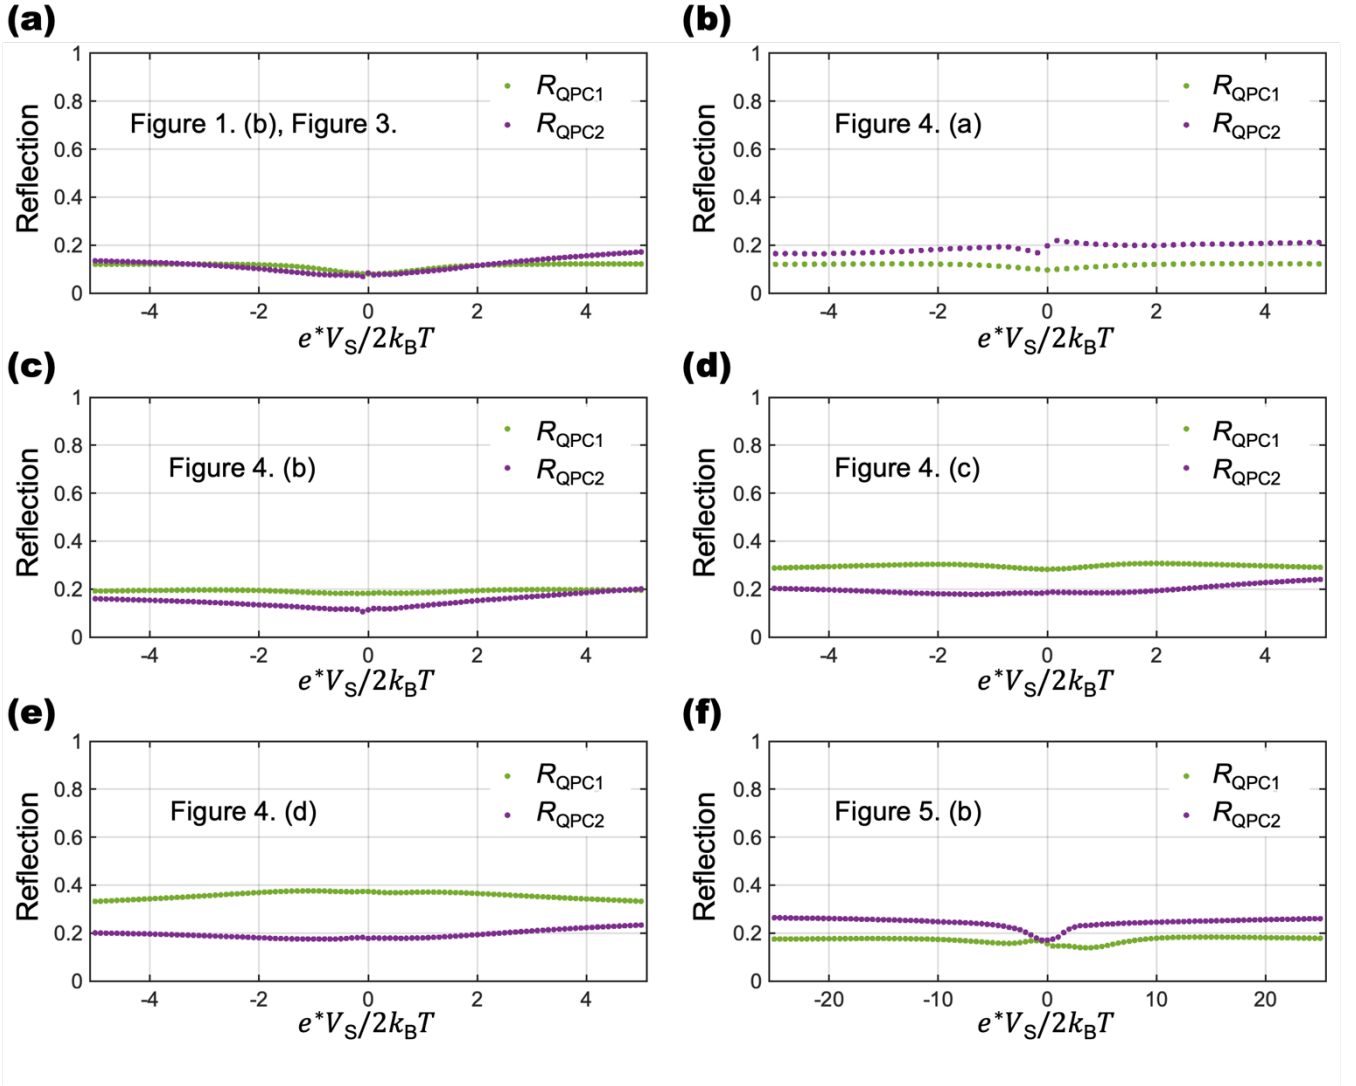 (a)
Reflection
1
0.8
0.6
0.4
0.2
0
Figure 1. (b), Figure 3.
R_QPC1
R_QPC2
-4 -2 0 2 4
e*V_S/2k_BT
(b)
Reflection
1
0.8
0.6
0.4
0.2
0
Figure 4. (a)
R_QPC1
R_QPC2
-4 -2 0 2 4
e*V_S/2k_BT
(c)
Reflection
1
0.8
0.6
0.4
0.2
0
Figure 4. (b)
R_QPC1
R_QPC2
-4 -2 0 2 4
e*V_S/2k_BT
(d)
Reflection
1
0.8
0.6
0.4
0.2
0
Figure 4. (c)
R_QPC1
R_QPC2
-4 -2 0 2 4
e*V_S/2k_BT
(e)
Reflection
1
0.8
0.6
0.4
0.2
0
Figure 4. (d)
R_QPC1
R_QPC2
-4 -2 0 2 4
e*V_S/2k_BT
(f)
Reflection
1
0.8
0.6
0.4
0.2
0
Figure 5. (b)
R_QPC1
R_QPC2
-20 -10 0 10 20
e*V_S/2k_BT